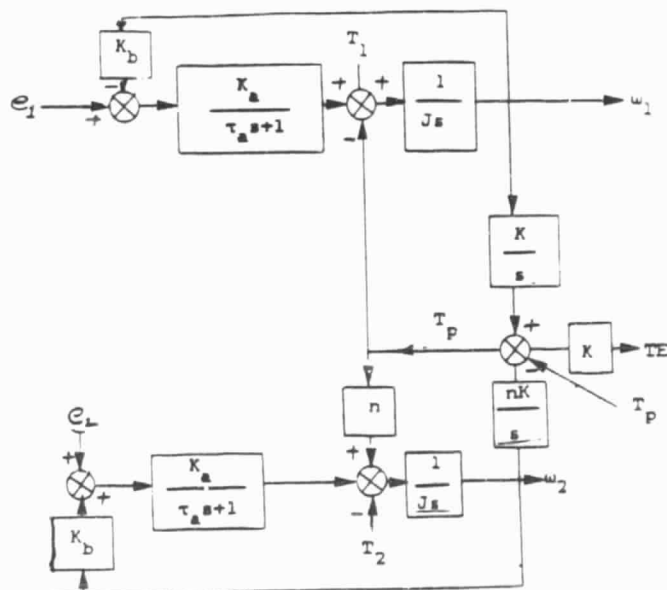 K_b
T_1
e_1
-
+
K_a
τ_a s+1
+
+
-
1
Js
ω_1
K
s
T_p
+
-
K
TE
T_p
n
nK
s
e_2
+
+
K_a
τ_a s+1
+
-
1
Js
ω_2
K_b
T_2